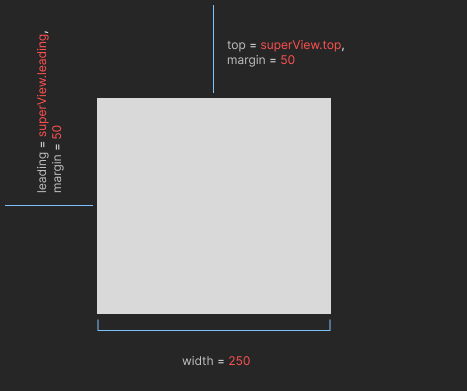 top = superView.top,
margin = 50
leading = superView.leading,
margin = 50
width = 250